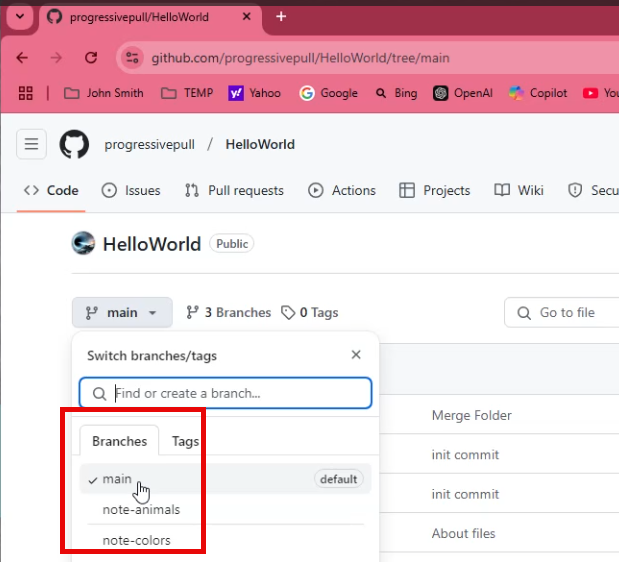 progressivepull/HelloWorld
github.com/progressivepull/HelloWorld/tree/main
John Smith TEMP Yahoo Google Bing OpenAI Copilot
progressivepull / HelloWorld
Code Issues Pull requests Actions Projects Wiki Secu
HelloWorld Public
main 3 Branches 0 Tags Go to file
Switch branches/tags
Find or create a branch...
Merge Folder
Branches Tags
init commit
main default
init commit
note-animals
About files
note-colors